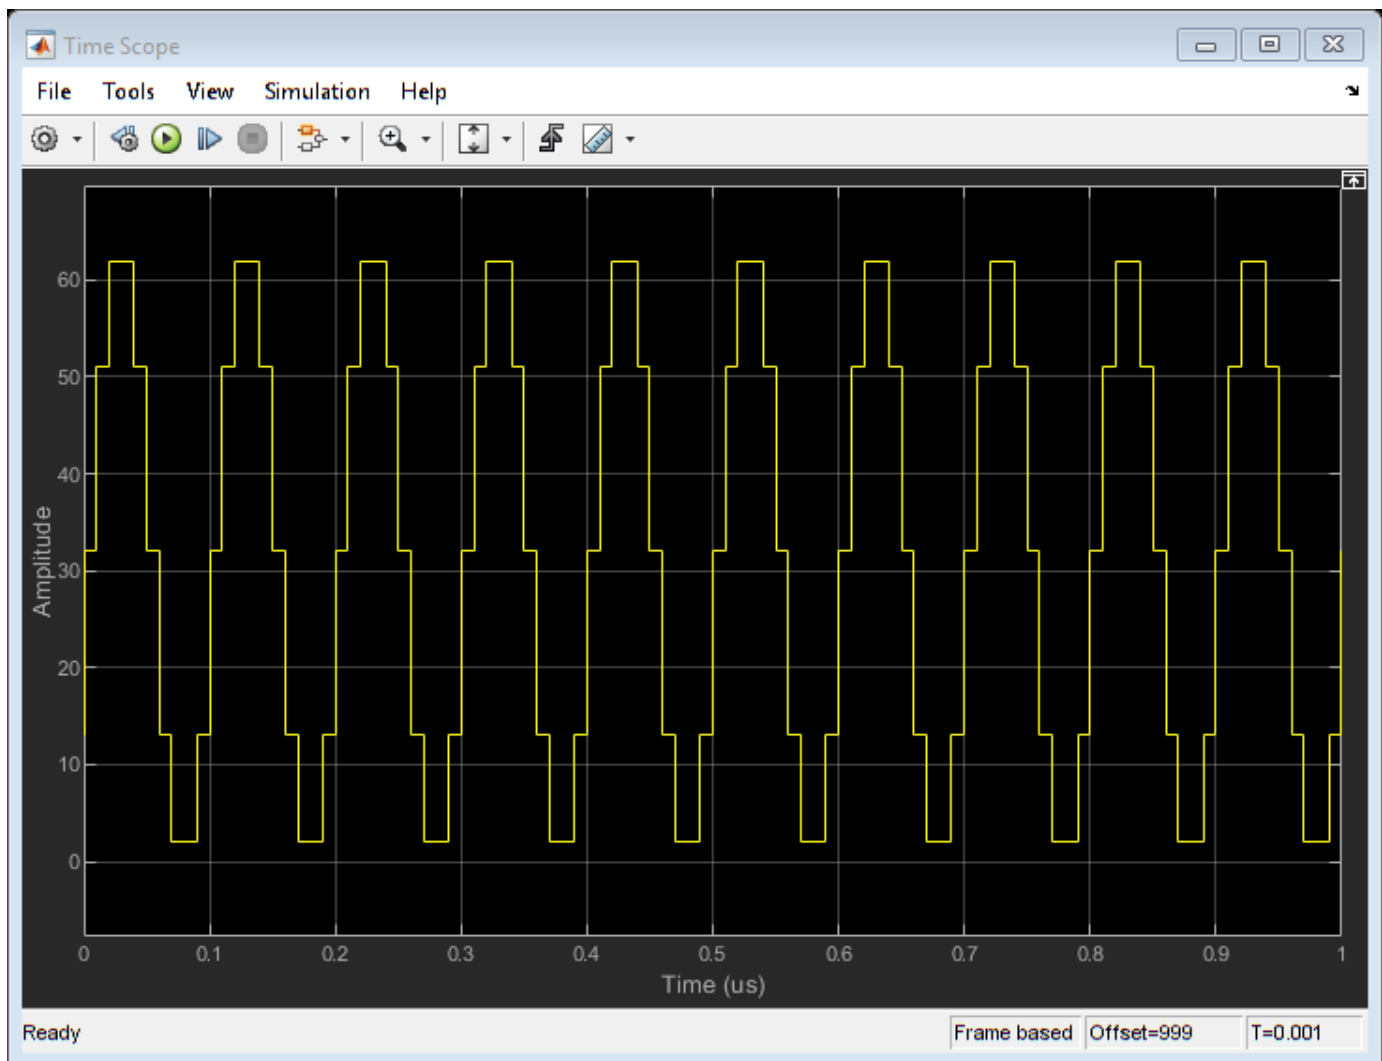 Time Scope
File Tools View Simulation Help
60
50
40
30
20
10
0
Amplitude
0 0.1 0.2 0.3 0.4 0.5 0.6 0.7 0.8 0.9 1
Time (us)
Ready Frame based Offset=999 T=0.001